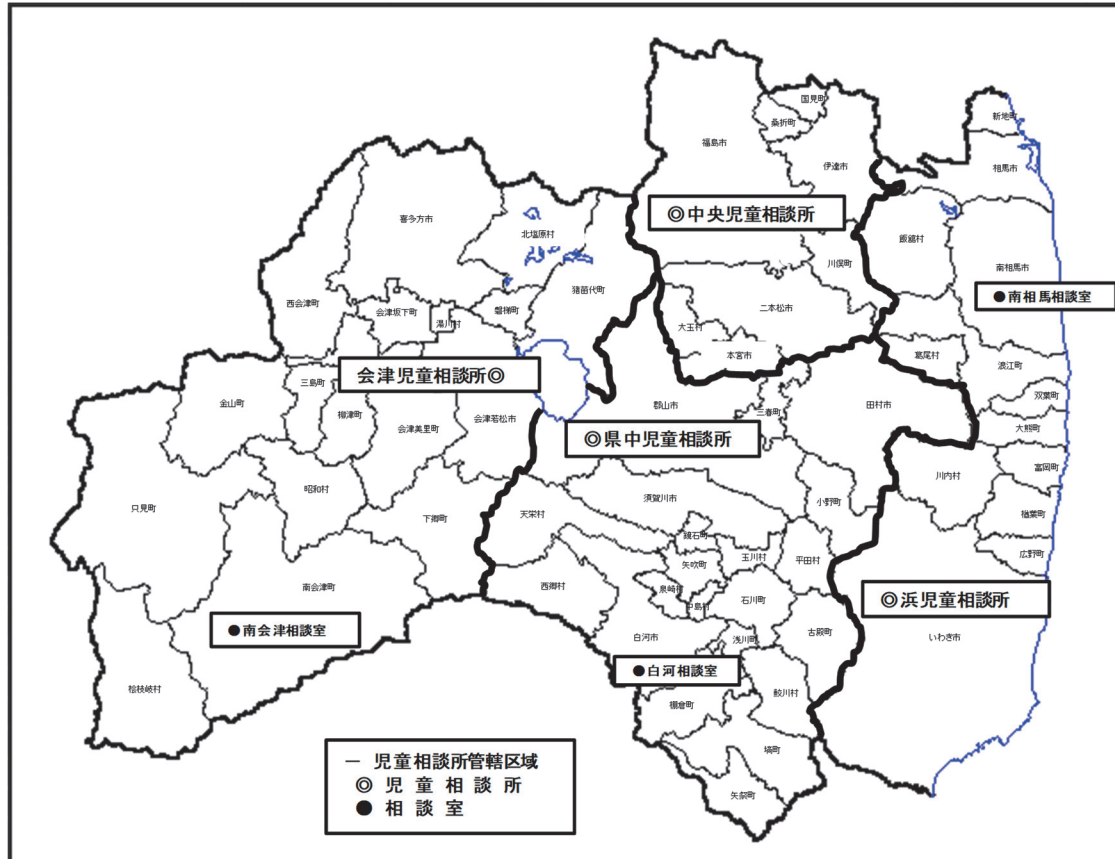 国見町
桑折町
新地町
福島市
伊達市
相馬市
◎中央児童相談所
喜多方市
北塩原村
飯舘村
川俣町
南相馬市
猪苗代町
●南相馬相談室
西会津町
会津坂下町
湯川村
磐梯町
二本松市
大玉村
本宮市
葛尾村
浪江町
会津児童相談所◎
三島町
双葉町
金山町
柳津町
会津美里町
会津若松市
郡山市
三春町
田村市
大熊町
◎県中児童相談所
富岡町
川内村
昭和村
須賀川市
小野町
只見町
下郷町
天栄村
楢葉町
鏡石町
広野町
矢吹町
玉川村
平田村
西郷村
南会津町
泉崎村
中島村
石川町
◎浜児童相談所
●南会津相談室
白河市
浅川町
古殿町
いわき市
●白河相談室
檜枝岐村
棚倉町
鮫川村
塙町
矢祭町
― 児童相談所管轄区域
◎ 児童相談所
● 相談室